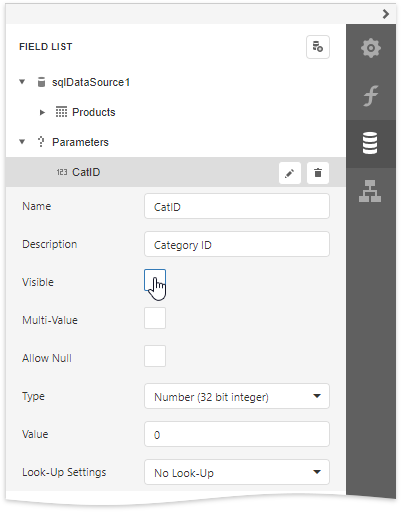 FIELD LIST
sqlDataSource1
Products
Parameters
123 CatID
Name CatID
Description Category ID
Visible
Multi-Value
Allow Null
Type Number (32 bit integer)
Value 0
Look-Up Settings No Look-Up